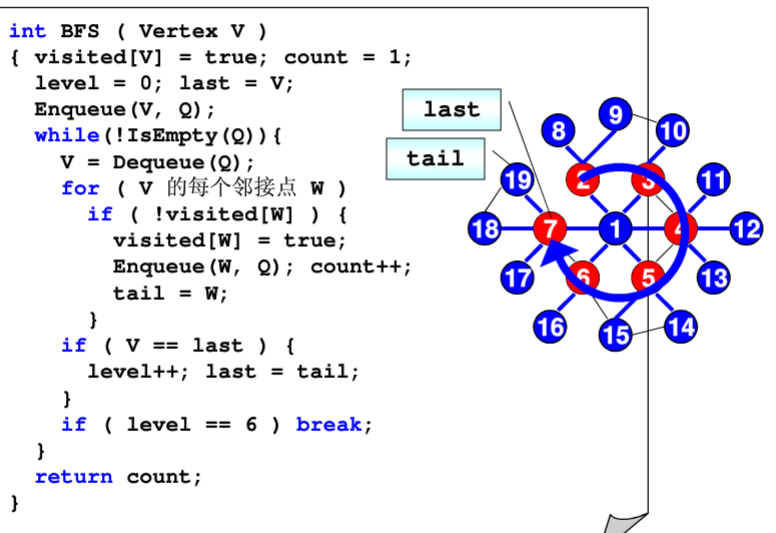 int BFS ( Vertex V )
{ visited[V] = true; count = 1;
level = 0; last = V;
Enqueue(V, Q);
while(!IsEmpty(Q)){
V = Dequeue(Q);
for ( V 的每个邻接点 W )
if ( !visited[W] ) {
visited[W] = true;
Enqueue(W, Q); count++;
tail = W;
}
if ( V == last ) {
level++; last = tail;
}
if ( level == 6 ) break;
}
return count;
}
last
tail
9
8
10
19
2
3
11
18
7
1
4
12
17
6
5
13
16
15
14